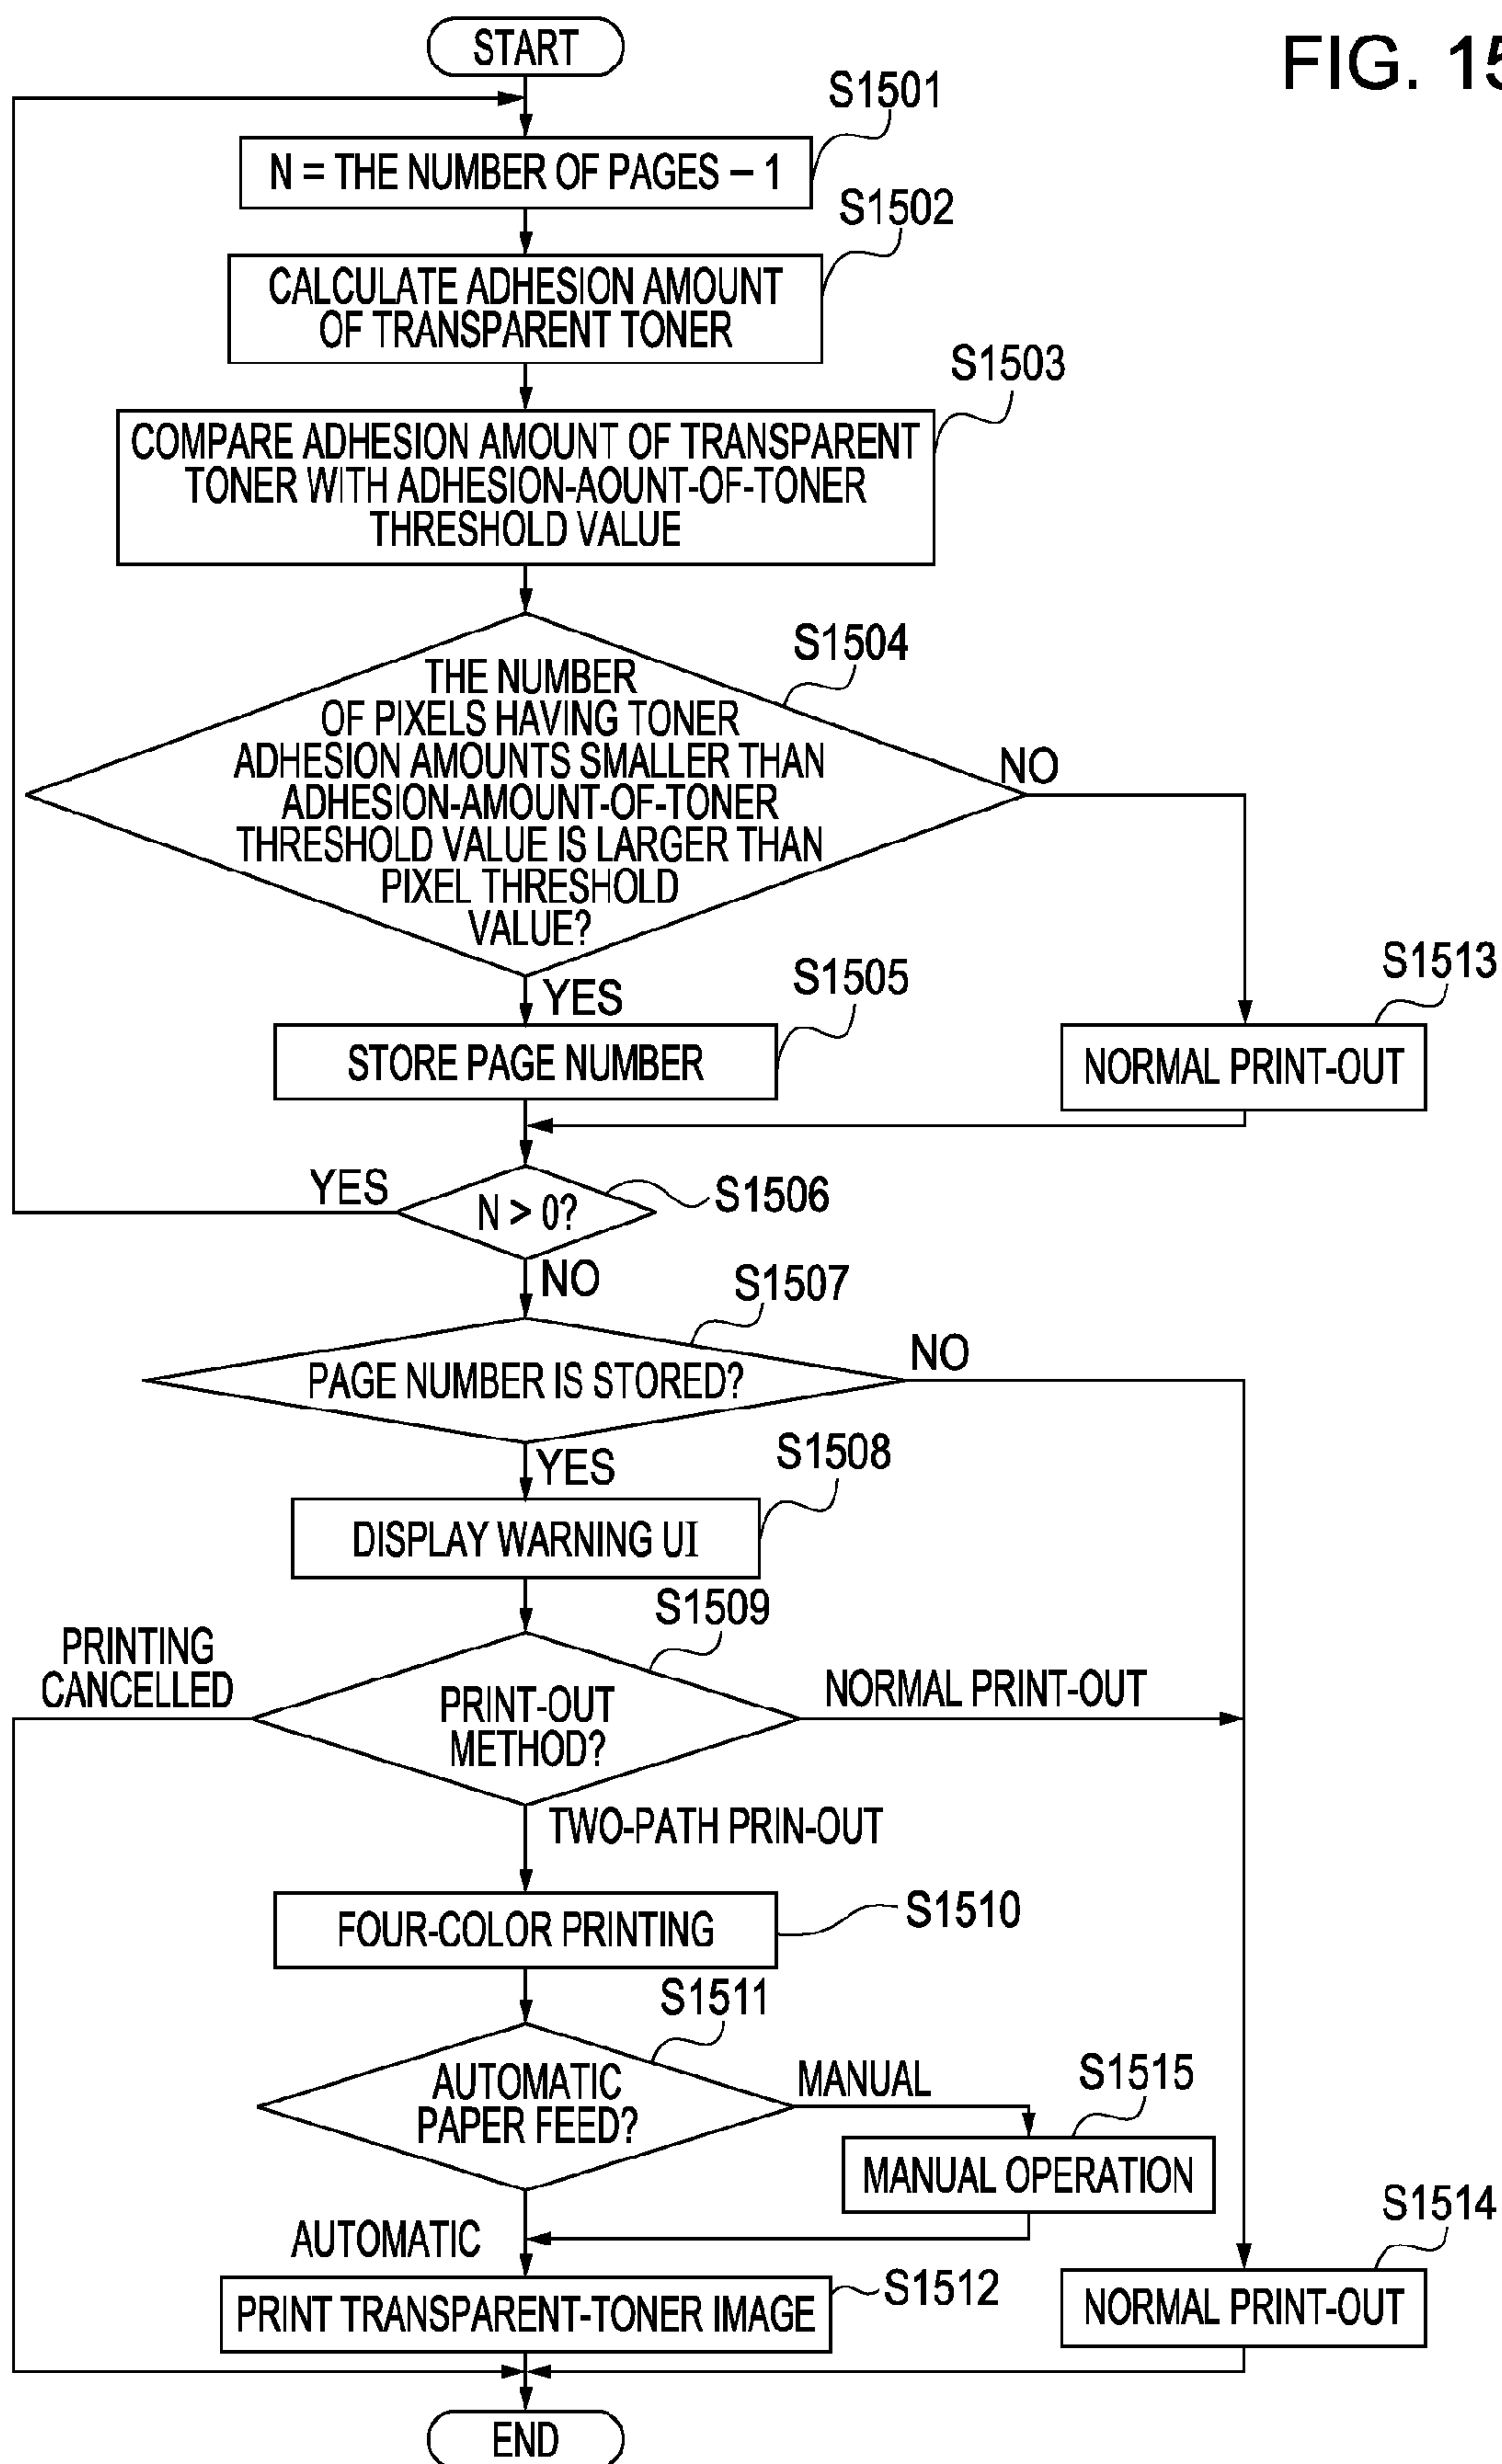 START
FIG. 15
S1501
N = THE NUMBER OF PAGES – 1
S1502
CALCULATE ADHESION AMOUNT
OF TRANSPARENT TONER
S1503
COMPARE ADHESION AMOUNT OF TRANSPARENT
TONER WITH ADHESION-AOUNT-OF-TONER
THRESHOLD VALUE
S1504
THE NUMBER
OF PIXELS HAVING TONER
ADHESION AMOUNTS SMALLER THAN
ADHESION-AMOUNT-OF-TONER
THRESHOLD VALUE IS LARGER THAN
PIXEL THRESHOLD
VALUE?
NO
YES
S1505
STORE PAGE NUMBER
S1513
NORMAL PRINT-OUT
YES
N > 0?
S1506
NO
S1507
PAGE NUMBER IS STORED?
NO
YES
S1508
DISPLAY WARNING UI
S1509
PRINTING
CANCELLED
PRINT-OUT
METHOD?
NORMAL PRINT-OUT
TWO-PATH PRIN-OUT
FOUR-COLOR PRINTING
S1510
S1511
AUTOMATIC
PAPER FEED?
MANUAL
S1515
MANUAL OPERATION
AUTOMATIC
S1512
PRINT TRANSPARENT-TONER IMAGE
S1514
NORMAL PRINT-OUT
END